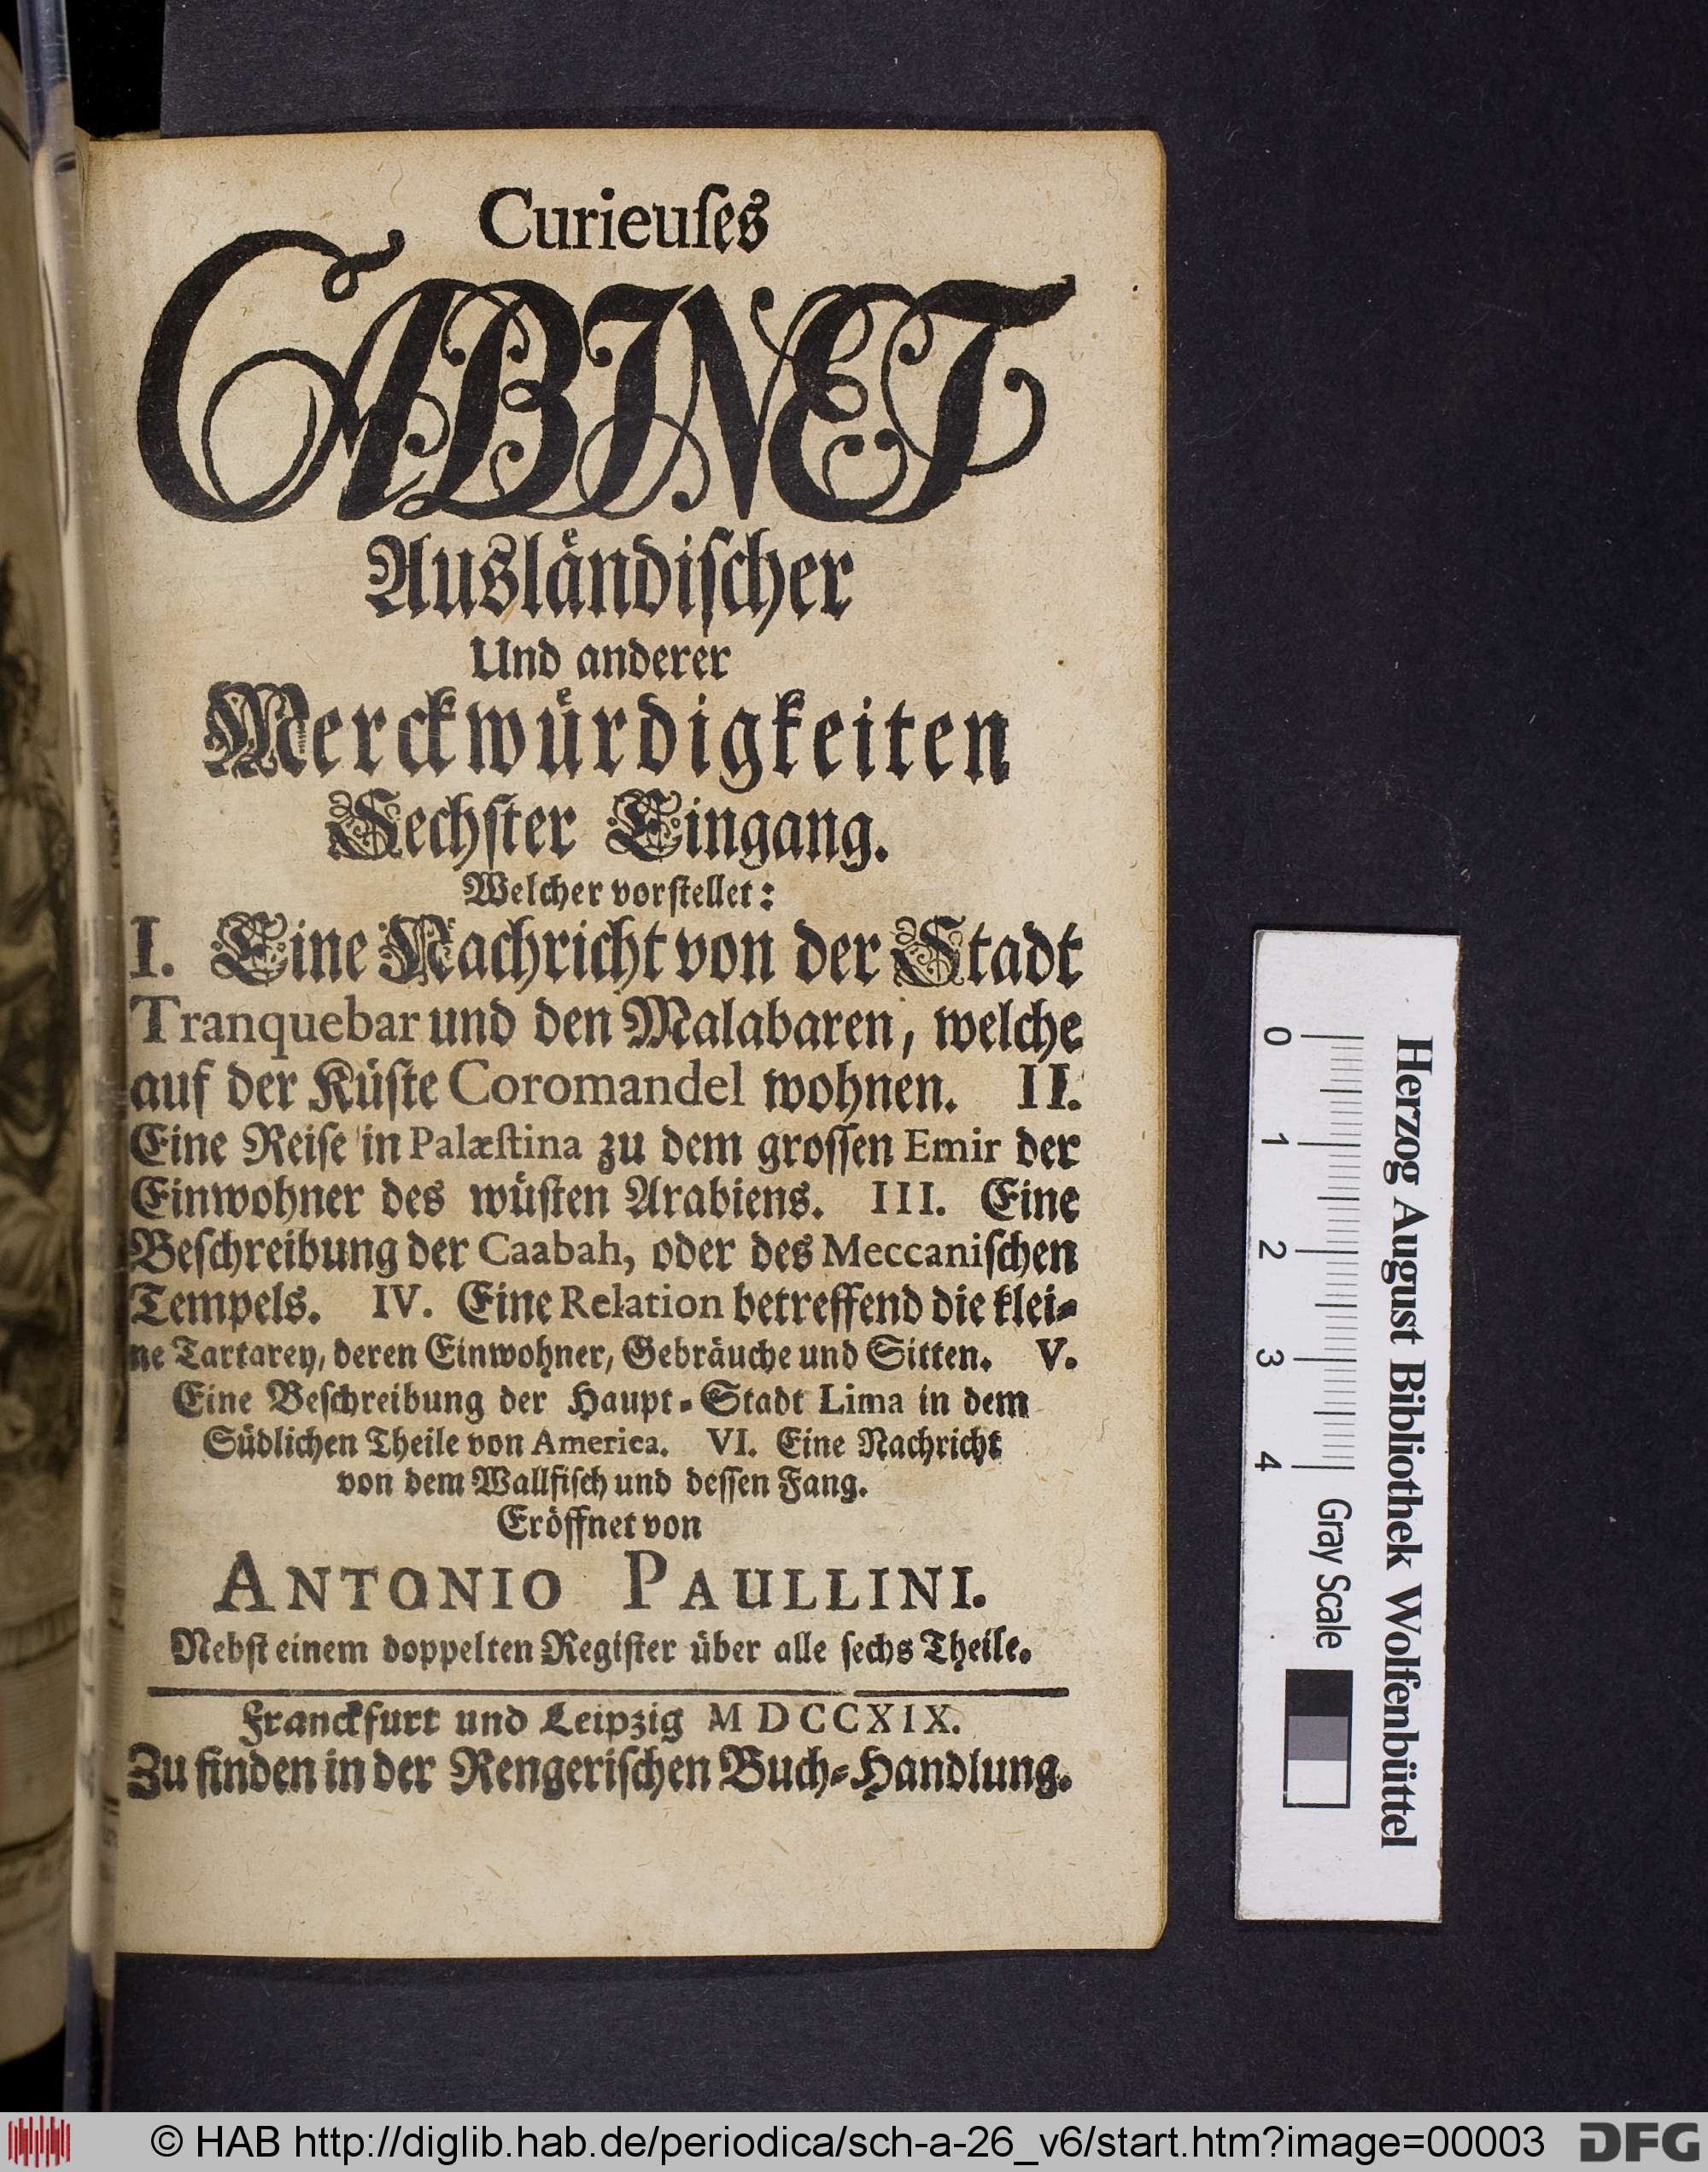 Curieuſes
CABINET
Auslaͤndiſcher
Und anderer
Merckwuͤrdigkeiten
Sechſter Eingang.
Welcher vorſtellet:
I. Eine Nachricht von der Stadt
Tranquebar und den Malabaren, welche
auf der Küſte Coromandel wohnen. II.
Eine Reiſe in Palæſtina zu dem groſſen Emir der
Einwohner des wüſten Arabiens. III. Eine
Beſchreibung der Caabah, oder des Meccaniſchen
Tempels. IV. Eine Relation betreffend die klei⸗
ne Tartarey, deren Einwohner, Gebräuche und Sitten. V.
Eine Beſchreibung der Haupt⸗Stadt Lima in dem
Südlichen Theile von America. VI. Eine Nachricht
von dem Wallfiſch und deſſen Fang.
Eröffnet von
ANTONIO PAULLINI.
Nebſt einem doppelten Regiſter über alle ſechs Theile.
Franckfurt und Leipzig MDCCXIX.
Zu finden in der Rengeriſchen Buch⸗Handlung.
0 1 2 3 4 Gray Scale
Herzog August Bibliothek Wolfenbüttel
© HAB http://diglib.hab.de/periodica/sch-a-26_v6/start.htm?image=00003
DFG